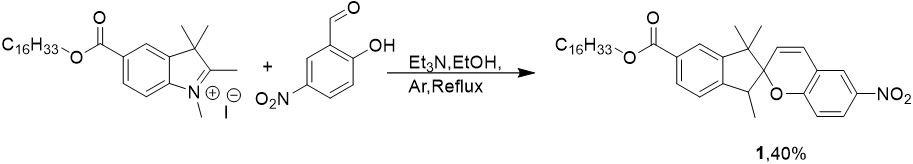 O
C16H33
O
N
⊕
I
⊖
+
O
OH
O2N
Et3N,EtOH,
Ar,Reflux
O
C16H33
O
O
NO2
1,40%